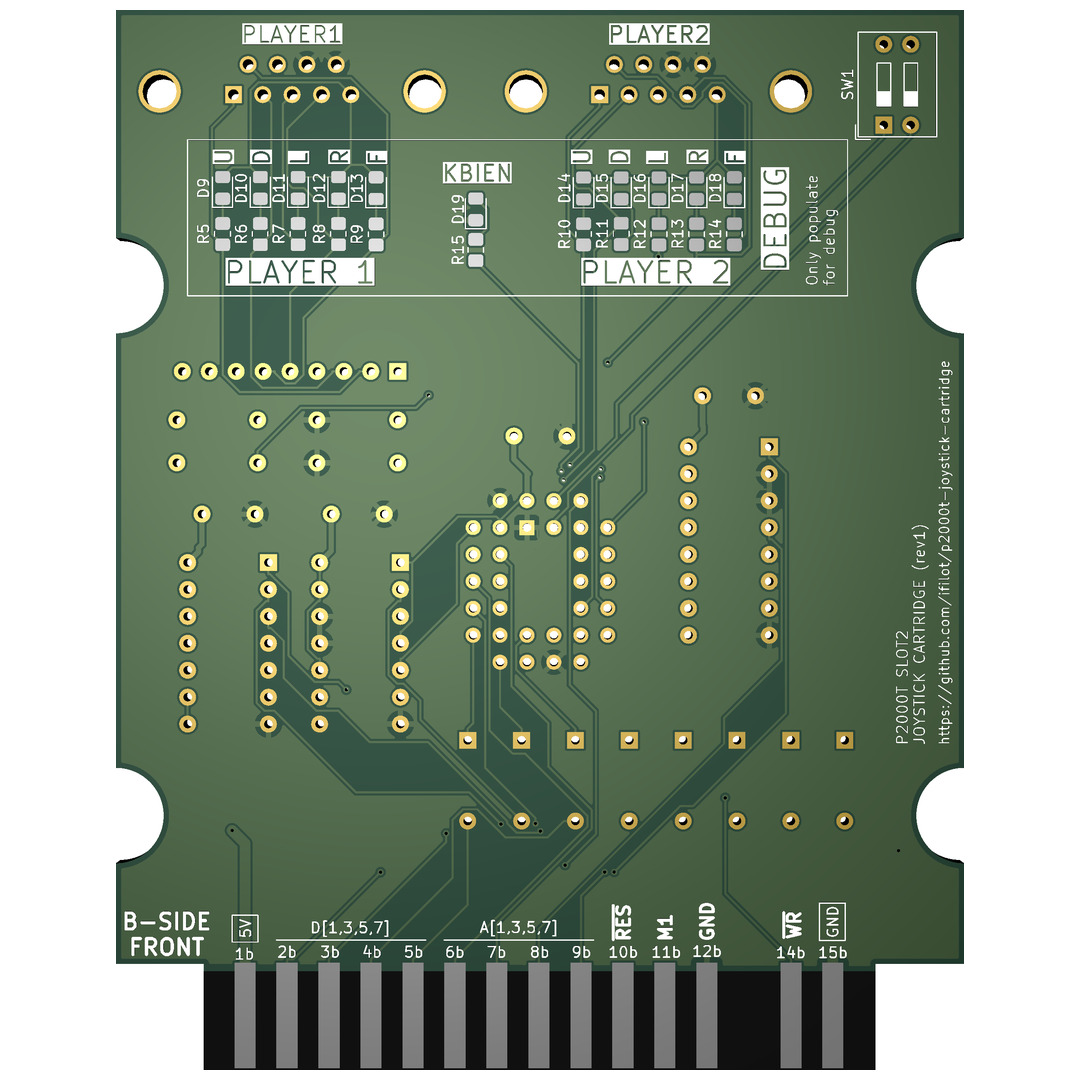 PLAYER1
PLAYER2
SW1
U D L R F
U D L R F
KBIEN
D9 D10 D11 D12 D13
D19
D14 D15 D16 D17 D18
R5 R6 R7 R8 R9
R15
R10 R11 R12 R13 R14
PLAYER 1
PLAYER 2
DEBUG
Only populate
for debug
P2000T SLOT2
JOYSTICK CARTRIDGE (rev1)
https://github.com/ifilot/p2000t-joystick-cartridge
B-SIDE
FRONT
5V
D[1,3,5,7]
A[1,3,5,7]
RES
M1
GND
WR
GND
1b 2b 3b 4b 5b 6b 7b 8b 9b 10b 11b 12b 14b 15b